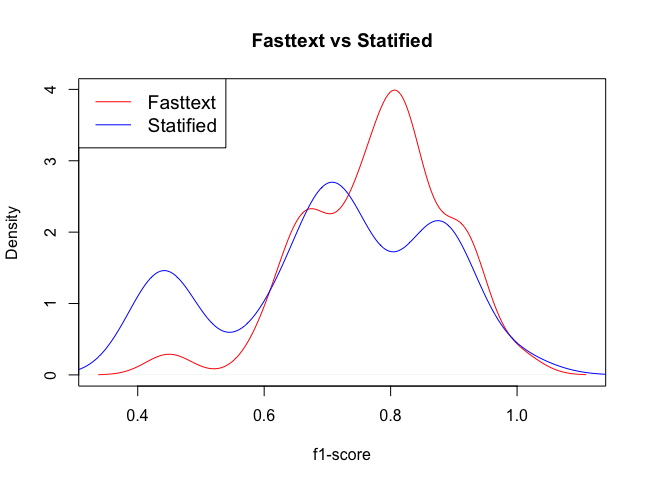 Fasttext vs Statified
Fasttext
Statified
4
3
2
1
0
Density
0.4 0.6 0.8 1.0
f1-score